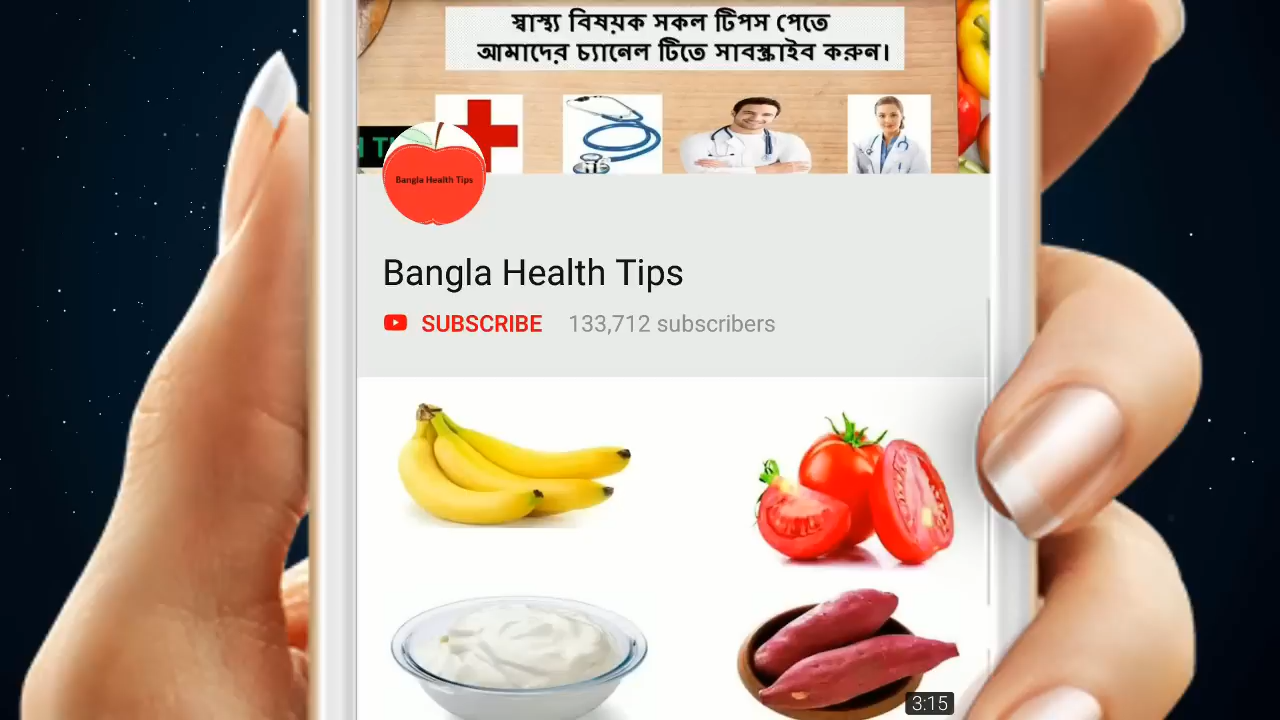 স্বাস্থ্য বিষয়ক সকল টিপস পেতে
আমাদের চ্যানেল টিতে সাবস্ক্রাইব করুন।
Bangla Health Tips
Bangla Health Tips
SUBSCRIBE 133,712 subscribers
3:15